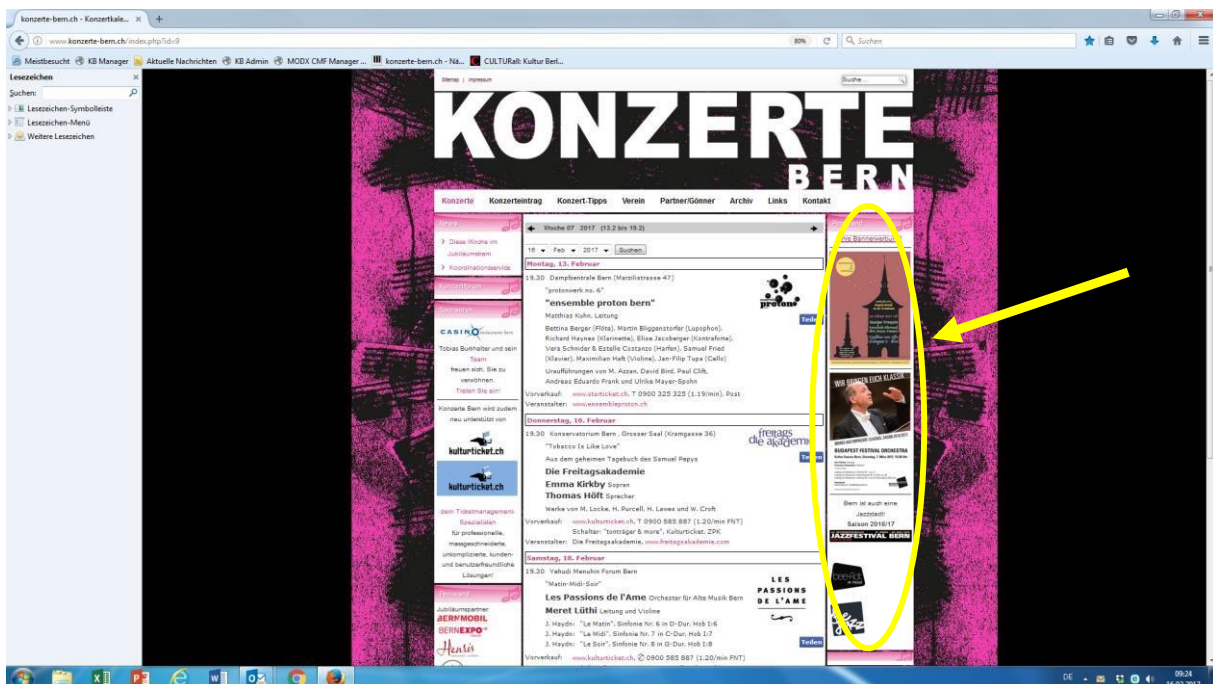 konzerte-bern.ch - Konzertkale...
www.konzerte-bern.ch/index.php?id=9
80%
Suchen
Meistbesucht
KB Manager
Aktuelle Nachrichten
KB Admin
MODX CMF Manager ...
konzerte-bern.ch - Nä...
CULTURall: Kultur Berl...
Lesezeichen
Suchen:
Lesezeichen-Symbolleiste
Lesezeichen-Menü
Weitere Lesezeichen
Sitemap | Impressum
Suche...
KONZERTE
BERN
Konzerte Konzerteintrag Konzert-Tipps Verein Partner/Gönner Archiv Links Kontakt
News
Diese Woche im
Jubiläumstram
Koordinationsservice
Konzertforum
Sponsoren
CASINO
Tobias Burkhalter und sein
Team
freuen sich, Sie zu
verwöhnen.
Treten Sie ein!
Konzerte Bern wird zudem
neu unterstützt von
kulturticket.ch
kulturticket.ch
dem Ticketmanagement-
Spezialisten
für professionelle,
massgeschneiderte,
unkomplizierte, kunden-
und benutzerfreundliche
Lösungen!
Pinnwand
Jubiläumspartner
BERNMOBIL
BERNEXPO
Henris
Woche 07 2017 (13.2 bis 19.2)
16 Feb 2017 Suchen
Montag, 13. Februar
19.30 Dampfzentrale Bern (Marzilistrasse 47)
"protonwerk no. 6"
"ensemble proton bern"
Matthias Kuhn, Leitung
Bettina Berger (Flöte), Martin Bliggenstorfer (Lupophon),
Richard Haynes (Klarinette), Elise Jacoberger (Kontraforte),
Vera Schnider & Estelle Costanzo (Harfen), Samuel Fried
(Klavier), Maximilian Haft (Violine), Jan-Filip Tupa (Cello)
Uraufführungen von M. Azzan, David Bird, Paul Clift,
Andreas Eduardo Frank und Ulrike Mayer-Spohn
Vorverkauf: www.starticket.ch, T 0900 325 325 (1.19/min), Post
Veranstalter: www.ensembleproton.ch
proton
Teilen
Donnerstag, 16. Februar
19.30 Konservatorium Bern , Grosser Saal (Kramgasse 36)
"Tobacco Is Like Love"
Aus dem geheimen Tagebuch des Samuel Pepys
Die Freitagsakademie
Emma Kirkby Sopran
Thomas Höft Sprecher
Werke von M. Locke, H. Purcell, H. Lawes und W. Croft
Vorverkauf: www.kulturticket.ch, T 0900 585 887 (1.20/min FNT)
Schalter: "tonträger & more", Kulturticket, ZPK
Veranstalter: Die Freitagsakademie, www.freitagsakademie.com
freitags
die akademie
Teilen
Samstag, 18. Februar
19.30 Yehudi Menuhin Forum Bern
"Matin-Midi-Soir"
Les Passions de l'Ame Orchester für Alte Musik Bern
Meret Lüthi Leitung und Violine
J. Haydn: "Le Matin", Sinfonie Nr. 6 in D-Dur, Hob I:6
J. Haydn: "Le Midi", Sinfonie Nr. 7 in C-Dur, Hob I:7
J. Haydn: "Le Soir", Sinfonie Nr. 8 in G-Dur, Hob I:8
Vorverkauf: www.kulturticket.ch, 0900 585 887 (1.20/min FNT)
LES
PASSIONS
DE L'AME
Teilen
WIR BRINGEN EUCH KLASSIK
BUDAPEST FESTIVAL ORCHESTRA
Bern ist auch eine
Jazzstadt!
Saison 2016/17
JAZZFESTIVAL BERN
bee-flat
DE
09:24
16.02.2017